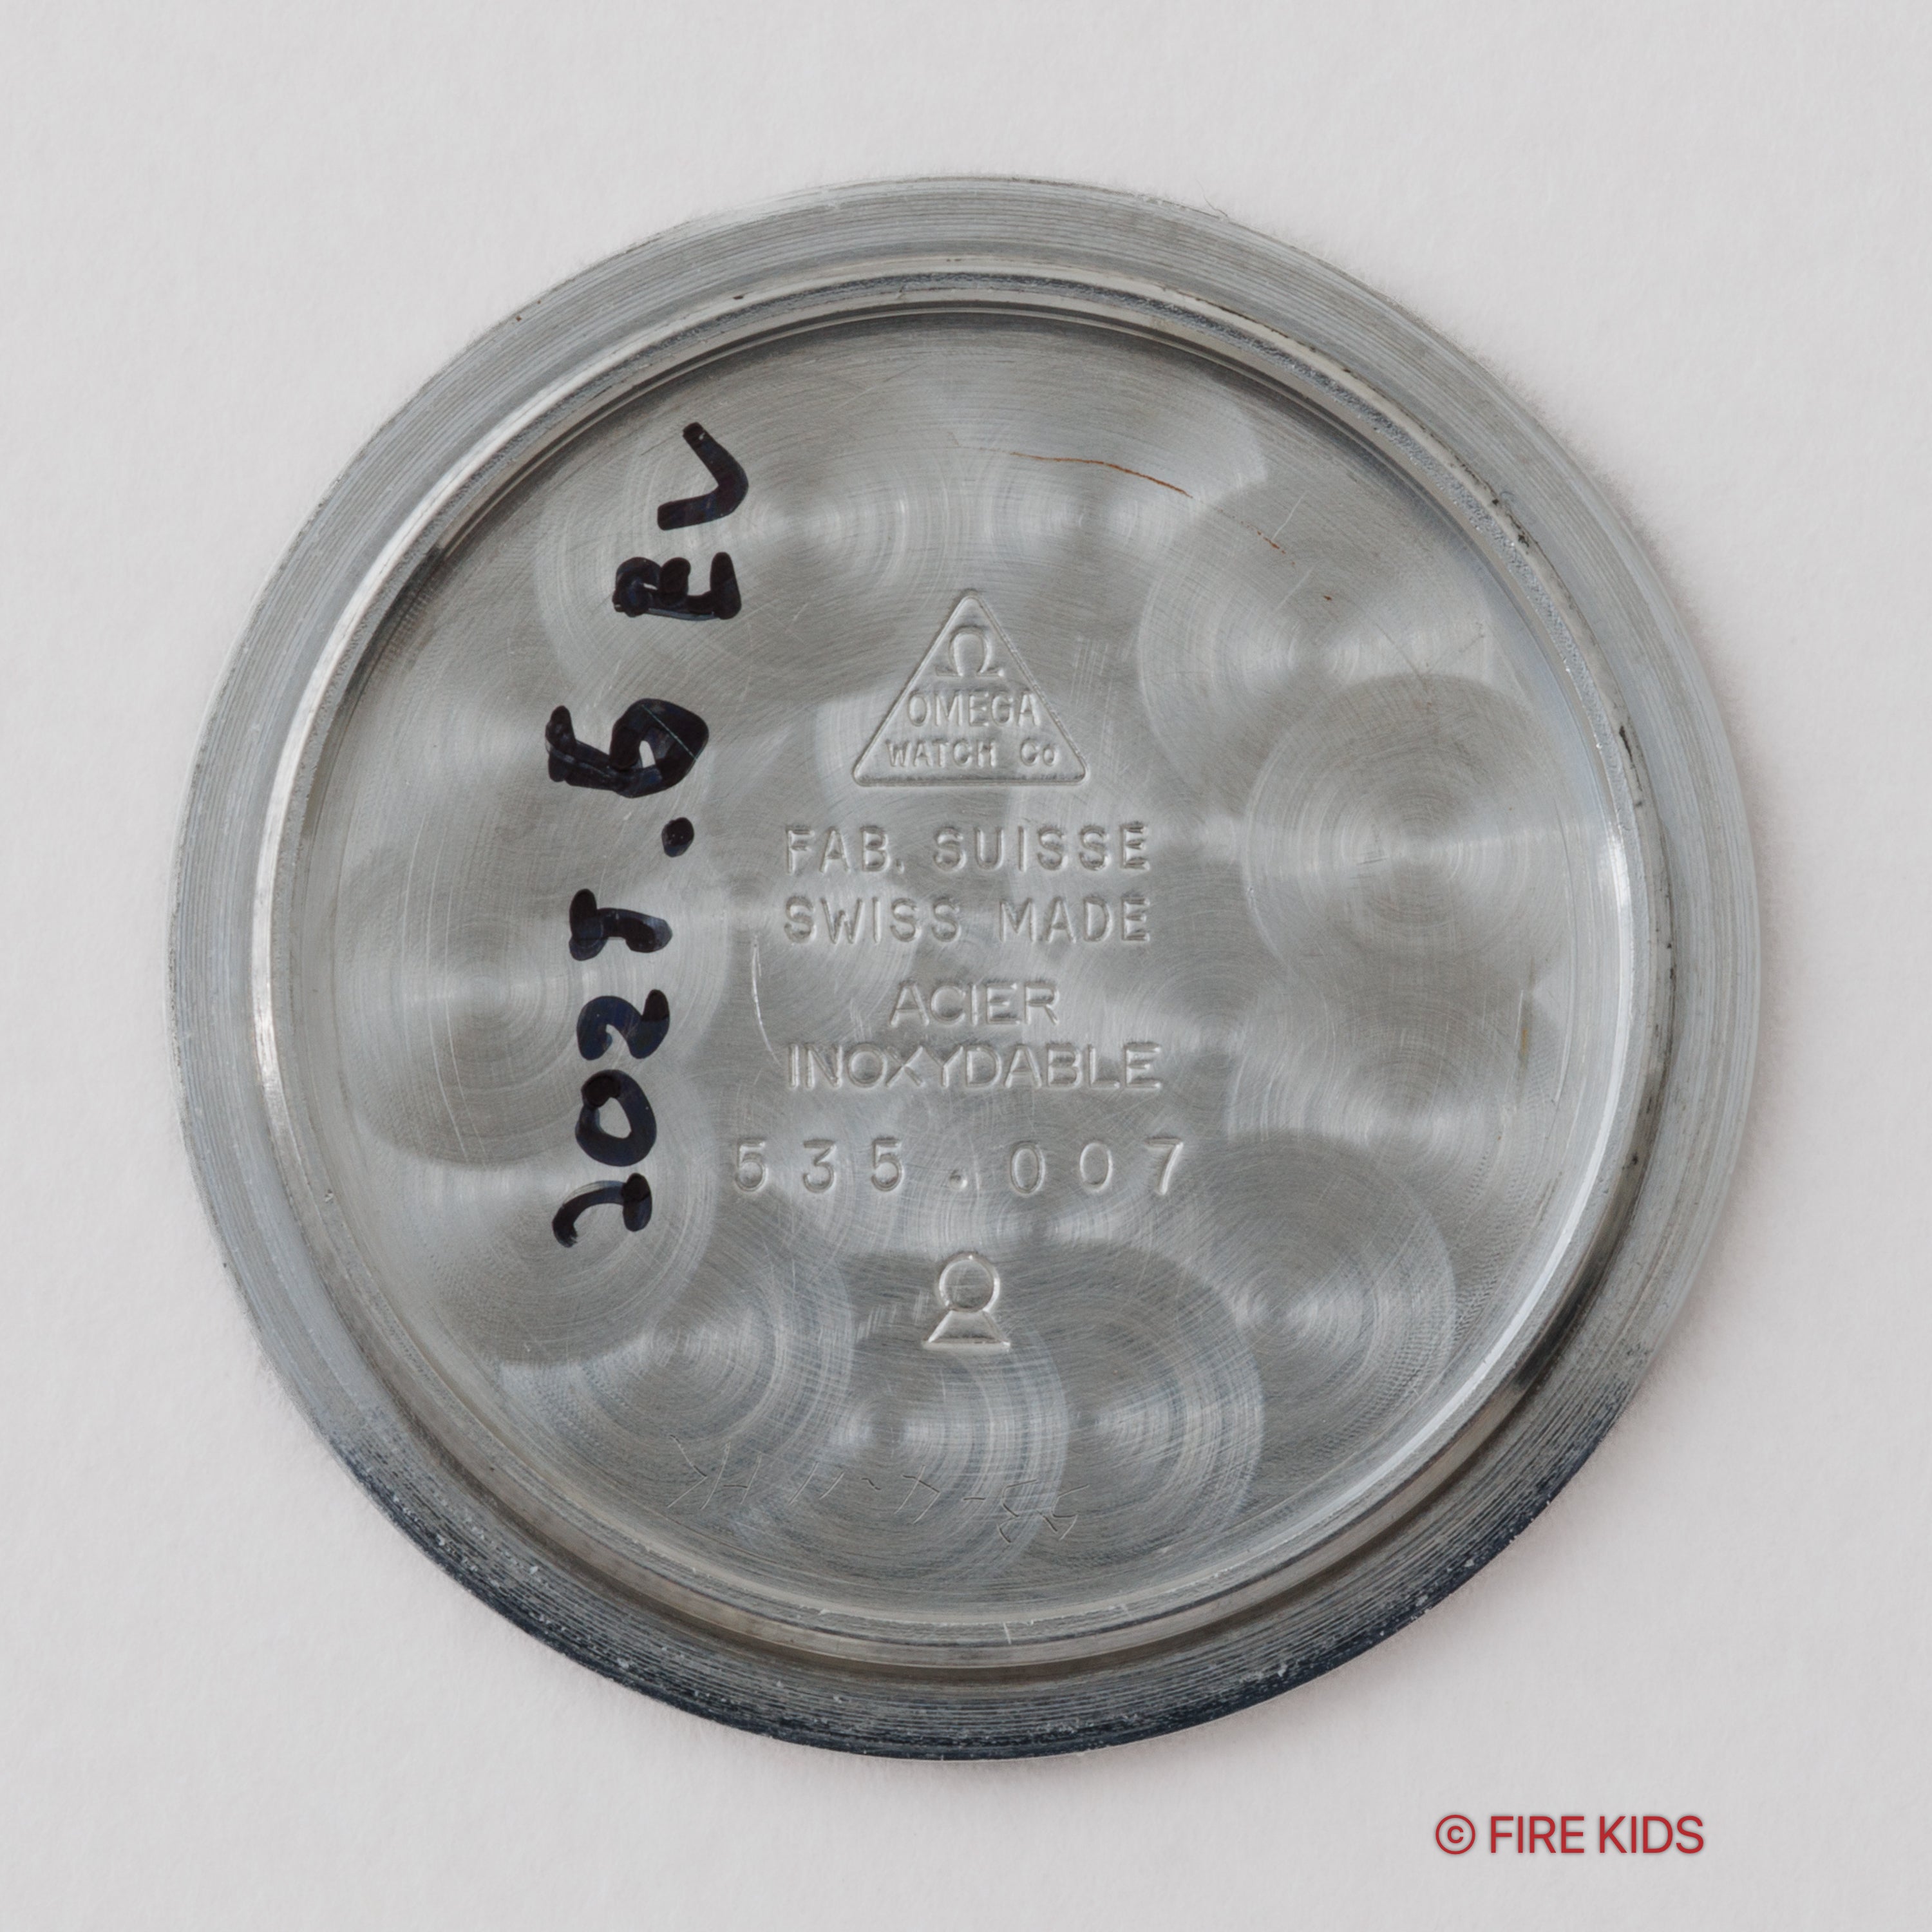 2025.6 EV
Ω
OMEGA
WATCH Co
FAB. SUISSE
SWISS MADE
ACIER
INOXYDABLE
535.007
© FIRE KIDS